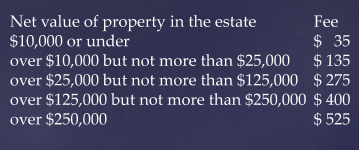 Net value of property in the estate Fee
$10,000 or under $ 35
over $10,000 but not more than $25,000 $ 135
over $25,000 but not more than $125,000 $ 275
over $125,000 but not more than $250,000 $ 400
over $250,000 $ 525